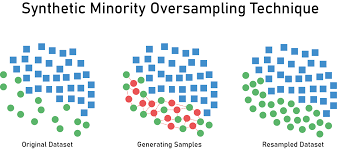 Synthetic Minority Oversampling Technique
Original Dataset
Generating Samples
Resampled Dataset